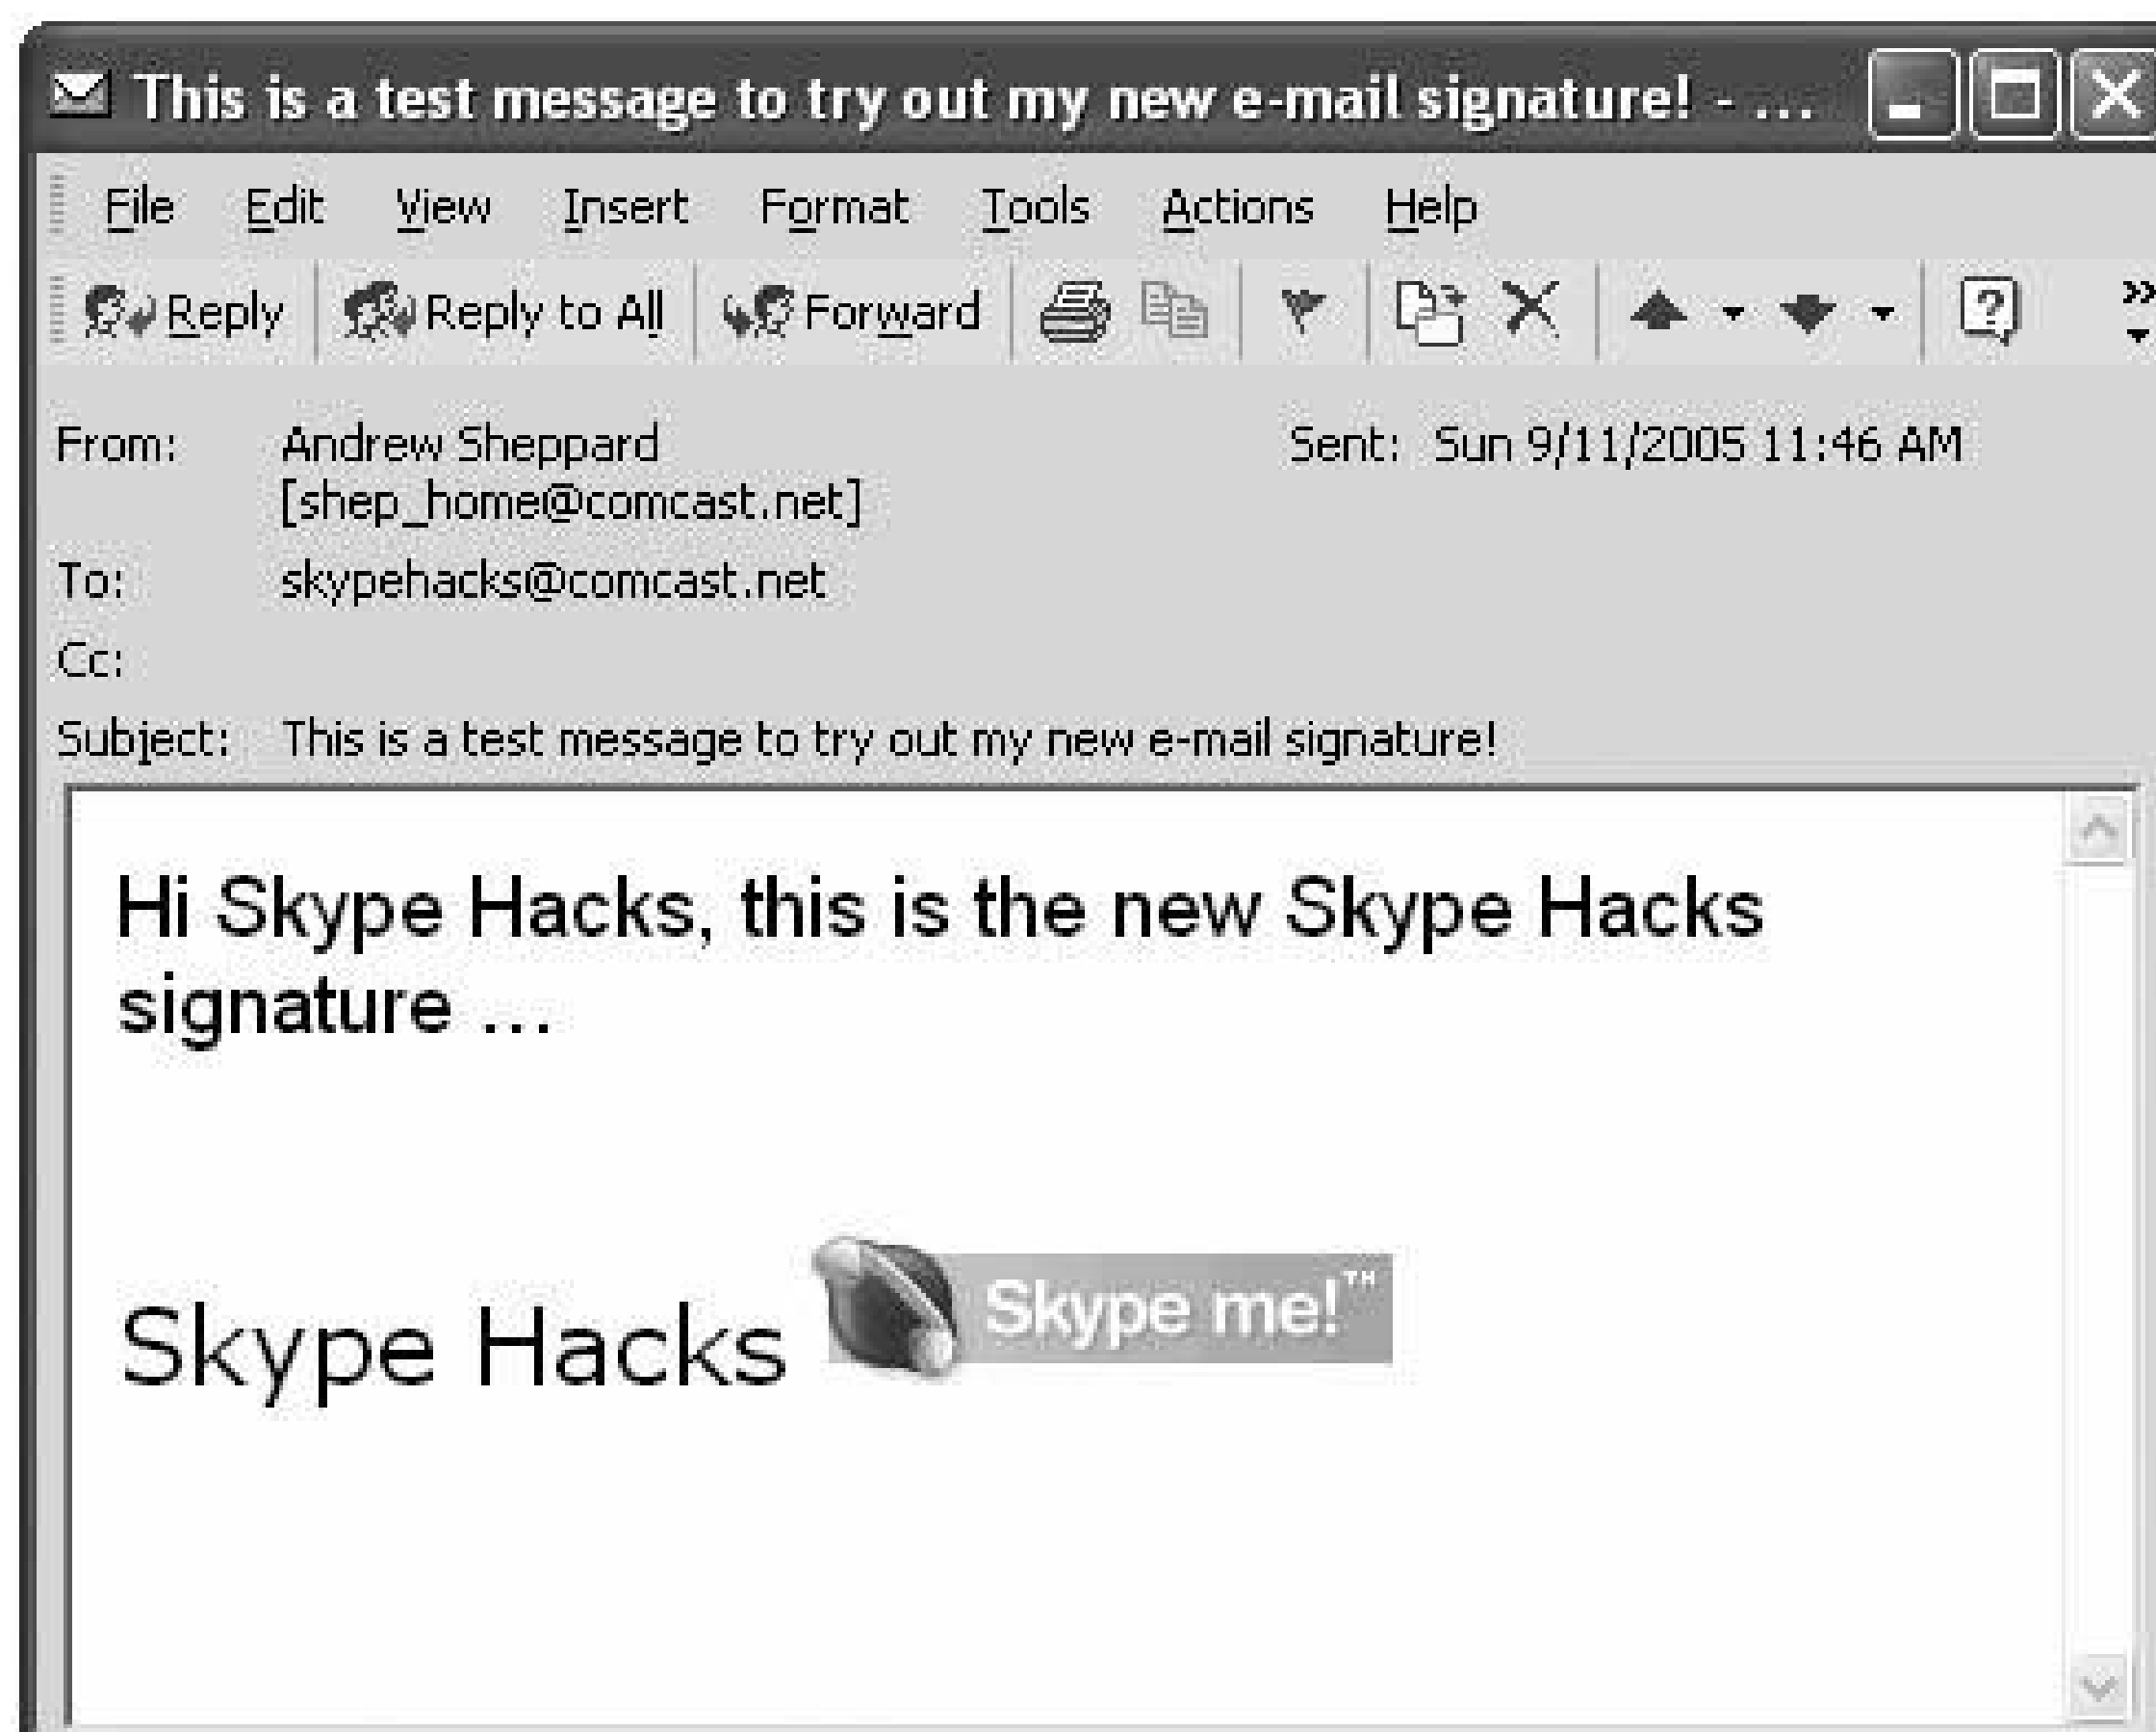 This is a test message to try out my new e-mail signature! - ...
File Edit View Insert Format Tools Actions Help
Reply Reply to All Forward
From: Andrew Sheppard Sent: Sun 9/11/2005 11:46 AM
[shep_home@comcast.net]
To: skypehacks@comcast.net
Cc:
Subject: This is a test message to try out my new e-mail signature!
Hi Skype Hacks, this is the new Skype Hacks
signature ...
Skype Hacks Skype me!™